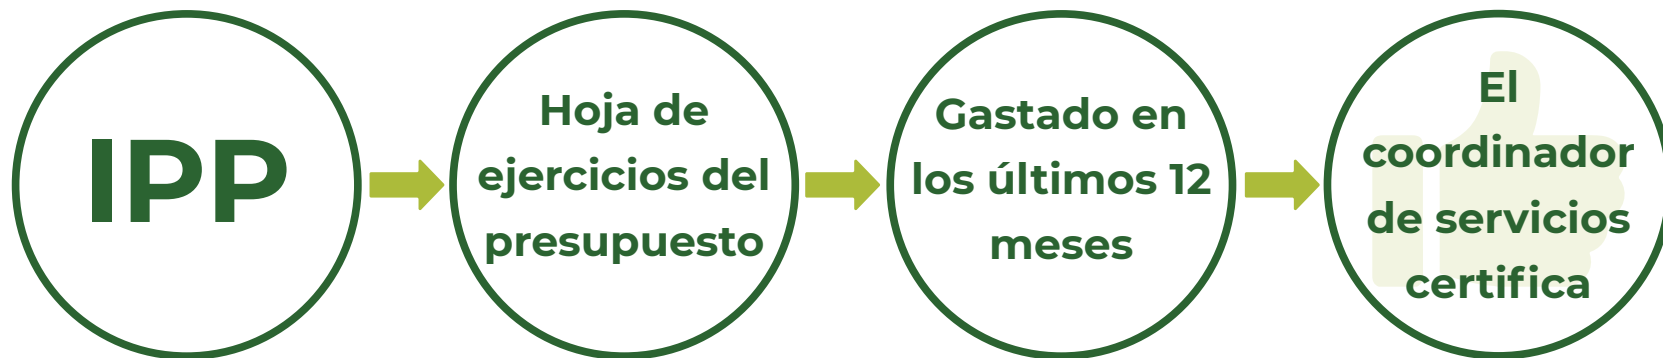 IPP
Hoja de
ejercicios del
presupuesto
Gastado en
los últimos 12
meses
El
coordinador
de servicios
certifica